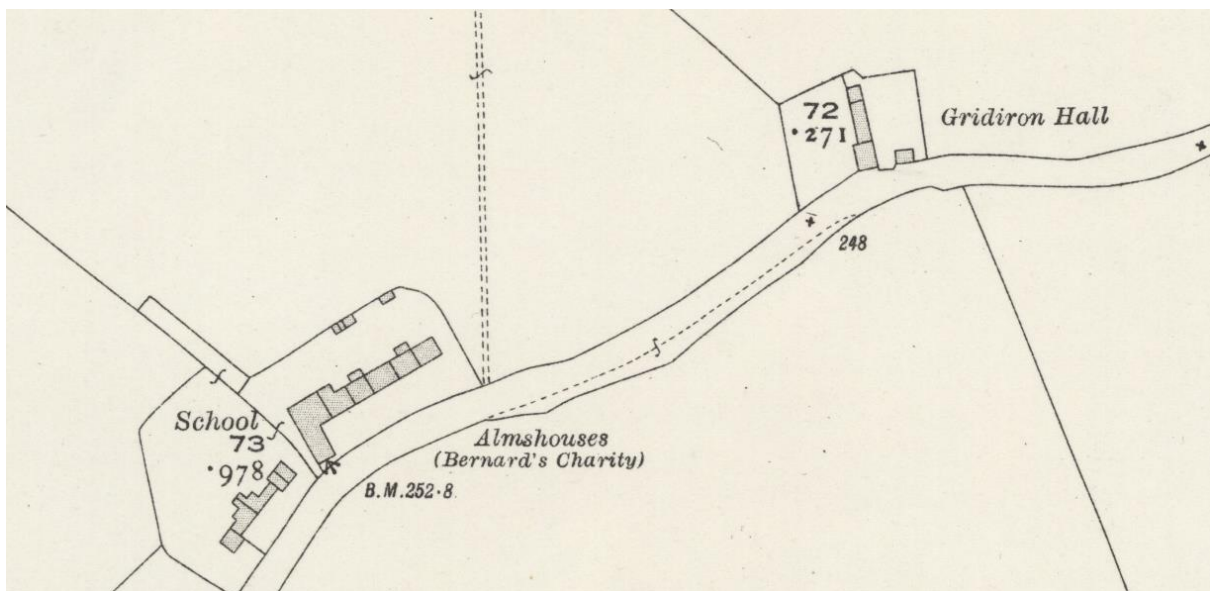 72
·271
Gridiron Hall
248
School
73
·978
Almshouses
(Bernard's Charity)
B.M.252·8